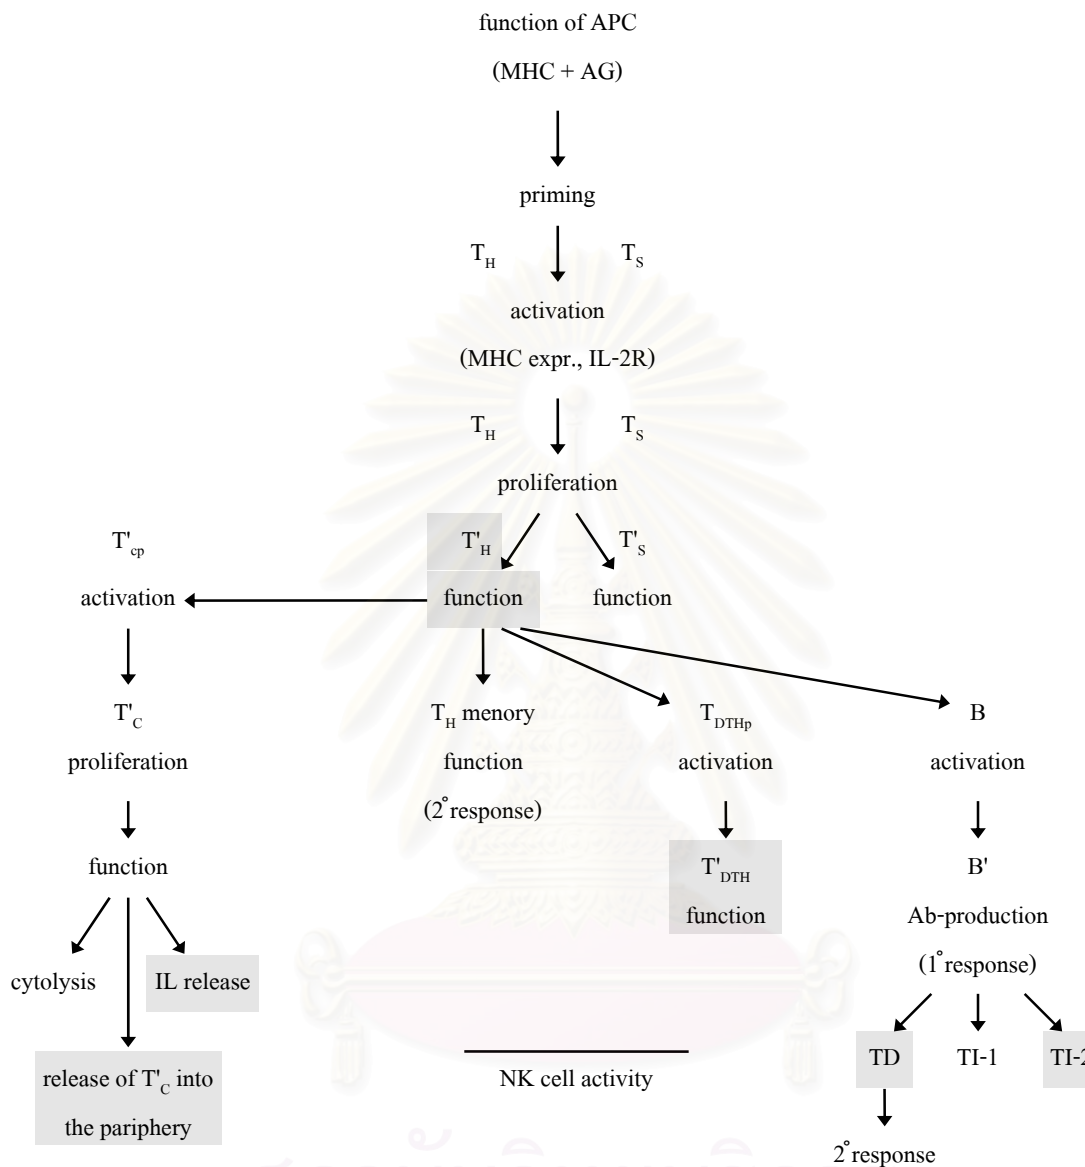 function of APC
(MHC + AG)
priming
T_H T_S
activation
(MHC expr., IL-2R)
T_H T_S
proliferation
T'_cp T'_H T'_S
activation function function
T'_C T_H menory T_DTHp B
proliferation function activation activation
(2° response)
function T'_DTH B'
function Ab-production
(1° response)
cytolysis IL release
TD TI-1 TI-2
release of T'_C into
the pariphery
NK cell activity
2° response